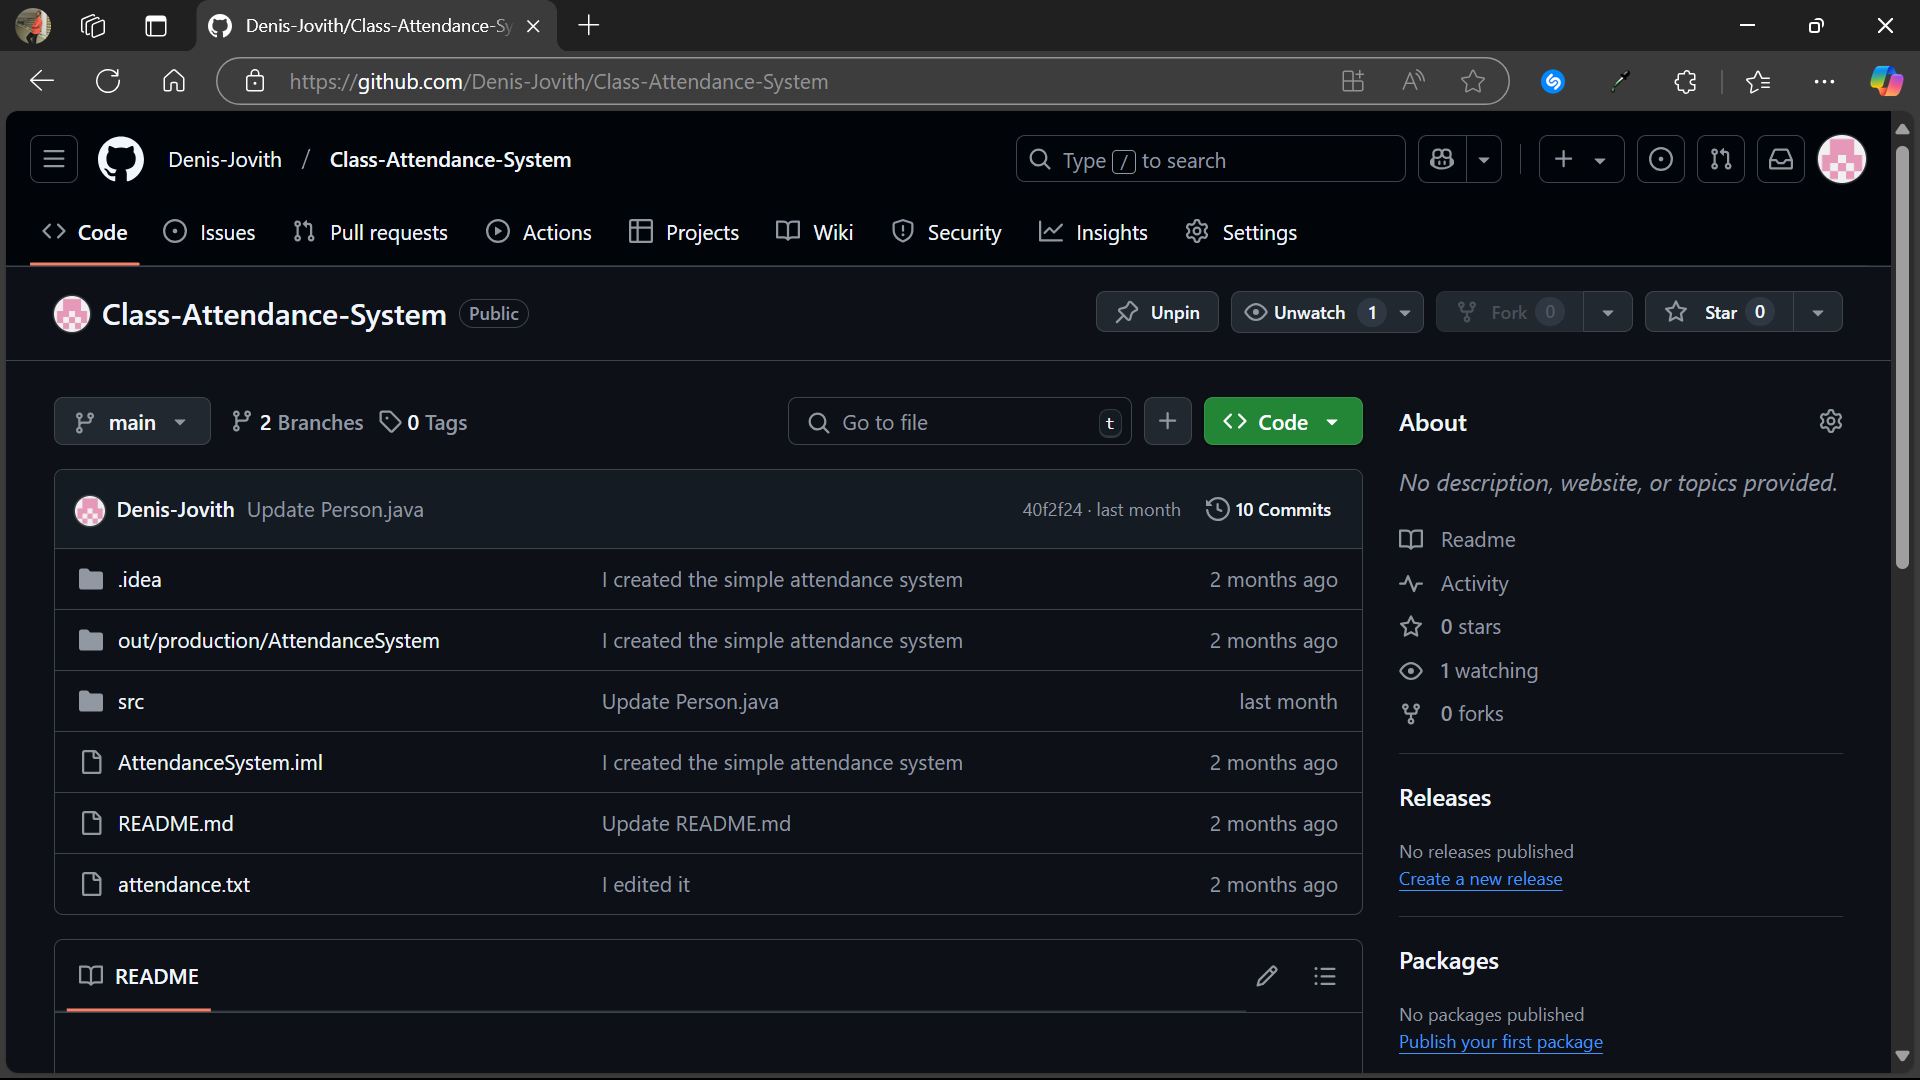 Denis-Jovith/Class-Attendance-Sy
https://github.com/Denis-Jovith/Class-Attendance-System
Denis-Jovith / Class-Attendance-System
Type / to search
Code
Issues
Pull requests
Actions
Projects
Wiki
Security
Insights
Settings
Class-Attendance-System Public
Unpin
Unwatch 1
Fork 0
Star 0
main
2 Branches
0 Tags
Go to file t
Code
Denis-Jovith Update Person.java 40f2f24 · last month 10 Commits
.idea I created the simple attendance system 2 months ago
out/production/AttendanceSystem I created the simple attendance system 2 months ago
src Update Person.java last month
AttendanceSystem.iml I created the simple attendance system 2 months ago
README.md Update README.md 2 months ago
attendance.txt I edited it 2 months ago
README
About
No description, website, or topics provided.
Readme
Activity
0 stars
1 watching
0 forks
Releases
No releases published
Create a new release
Packages
No packages published
Publish your first package